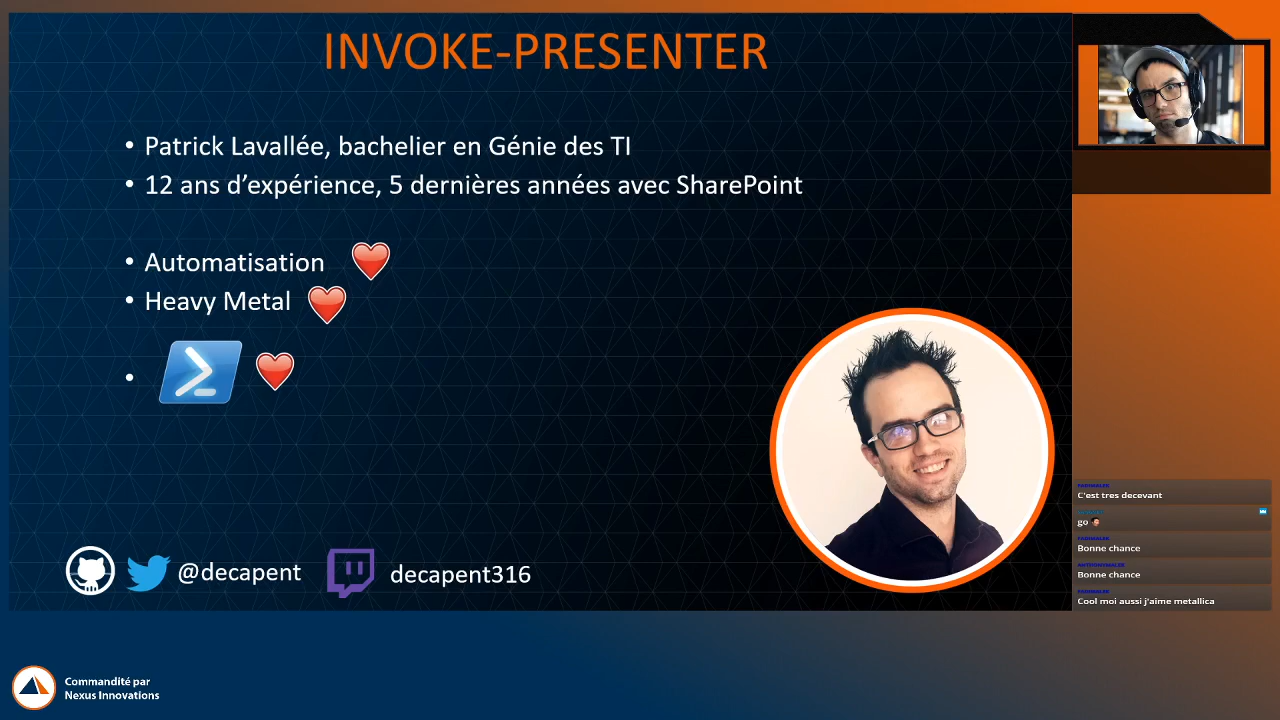 INVOKE-PRESENTER
• Patrick Lavallée, bachelier en Génie des TI
• 12 ans d’expérience, 5 dernières années avec SharePoint
• Automatisation
• Heavy Metal
•
@decapent
decapent316
C'est tres decevant
go
Bonne chance
Bonne chance
Cool moi aussi j'aime metallica
Commandité par
Nexus Innovations